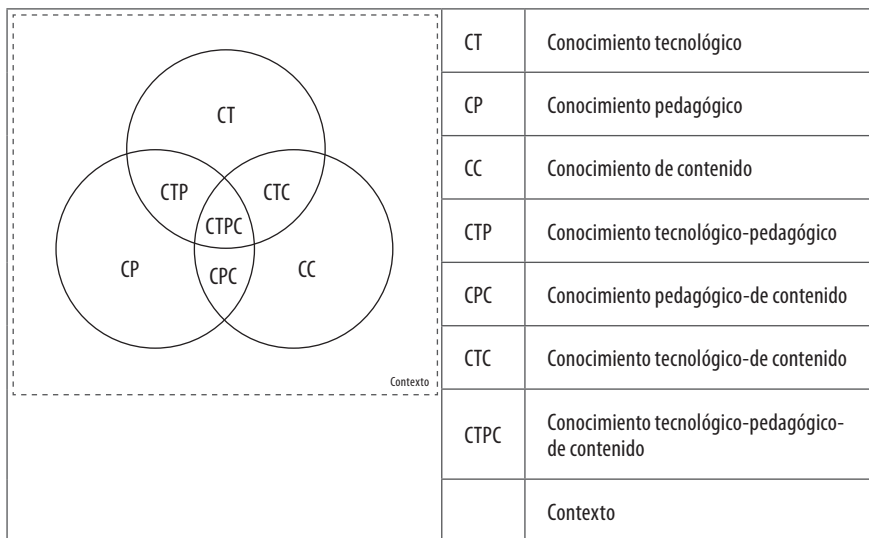 CT
CTP
CTC
CTPC
CP
CPC
CC
Contexto
CT Conocimiento tecnológico
CP Conocimiento pedagógico
CC Conocimiento de contenido
CTP Conocimiento tecnológico-pedagógico
CPC Conocimiento pedagógico-de contenido
CTC Conocimiento tecnológico-de contenido
CTPC Conocimiento tecnológico-pedagógico-
de contenido
Contexto